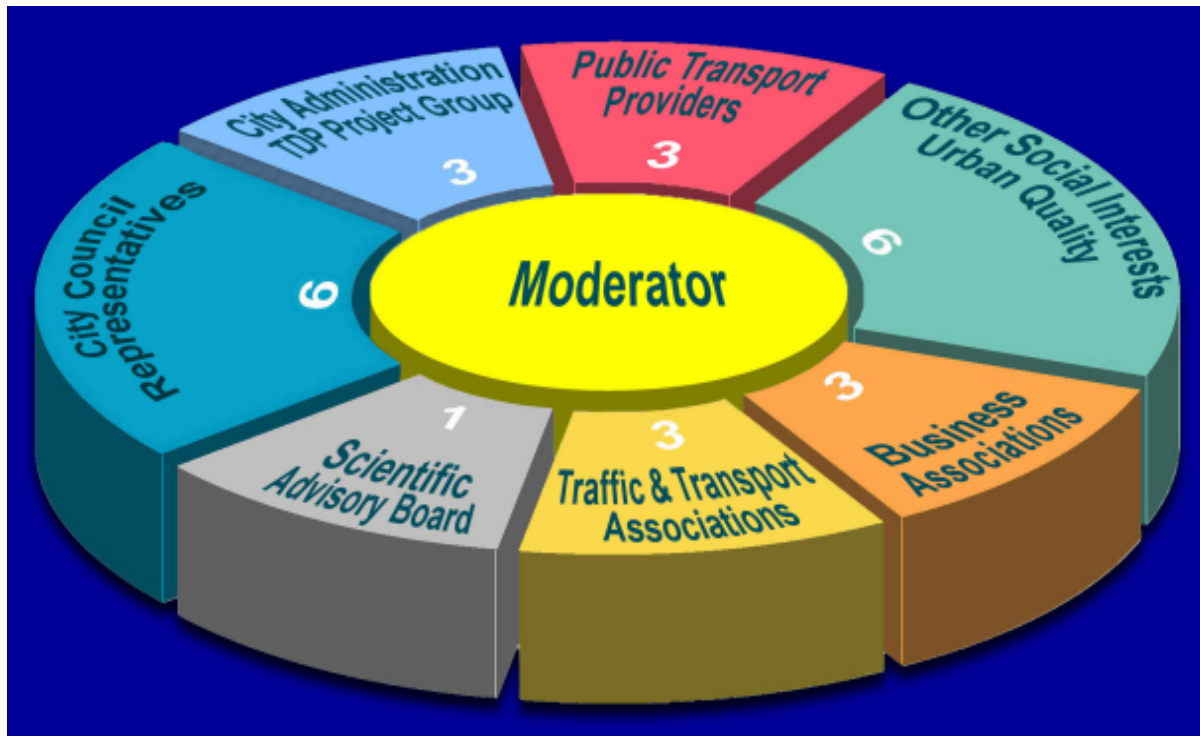 Public Transport
Providers
3
Other Social Interests
Urban Quality
6
Business
Associations
3
Traffic & Transport
Associations
3
Scientific
Advisory Board
1
City Council
Representatives
6
City Administration
TDP Project Group
3
Moderator